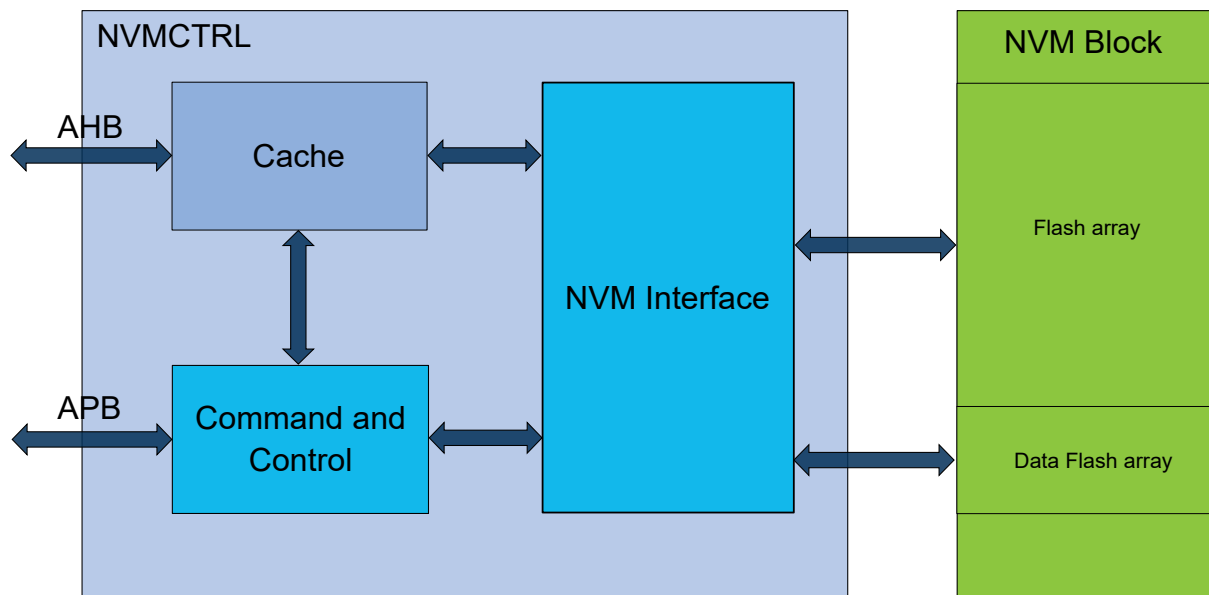 NVMCTRL
NVM Block
AHB
Cache
Flash array
NVM Interface
APB
Command and
Control
Data Flash array